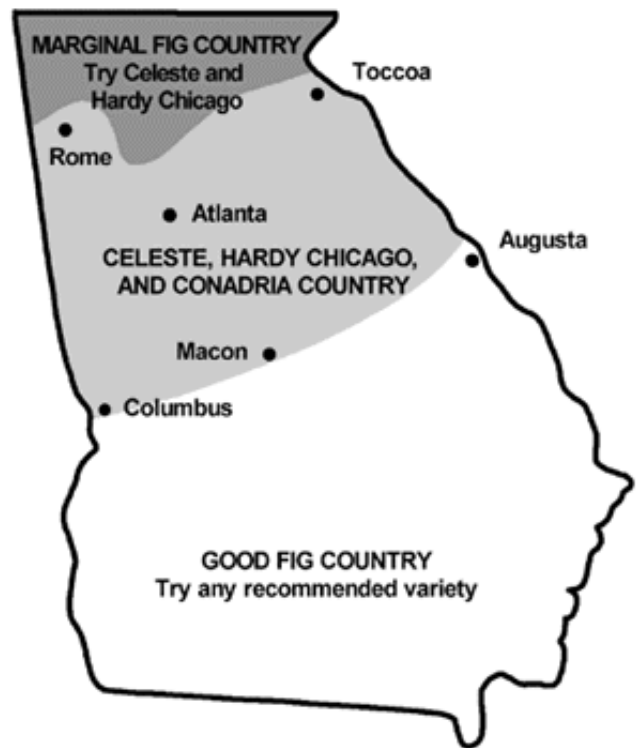 MARGINAL FIG COUNTRY
Try Celeste and
Hardy Chicago
Toccoa
Rome
Atlanta
Augusta
CELESTE, HARDY CHICAGO,
AND CONADRIA COUNTRY
Macon
Columbus
GOOD FIG COUNTRY
Try any recommended variety